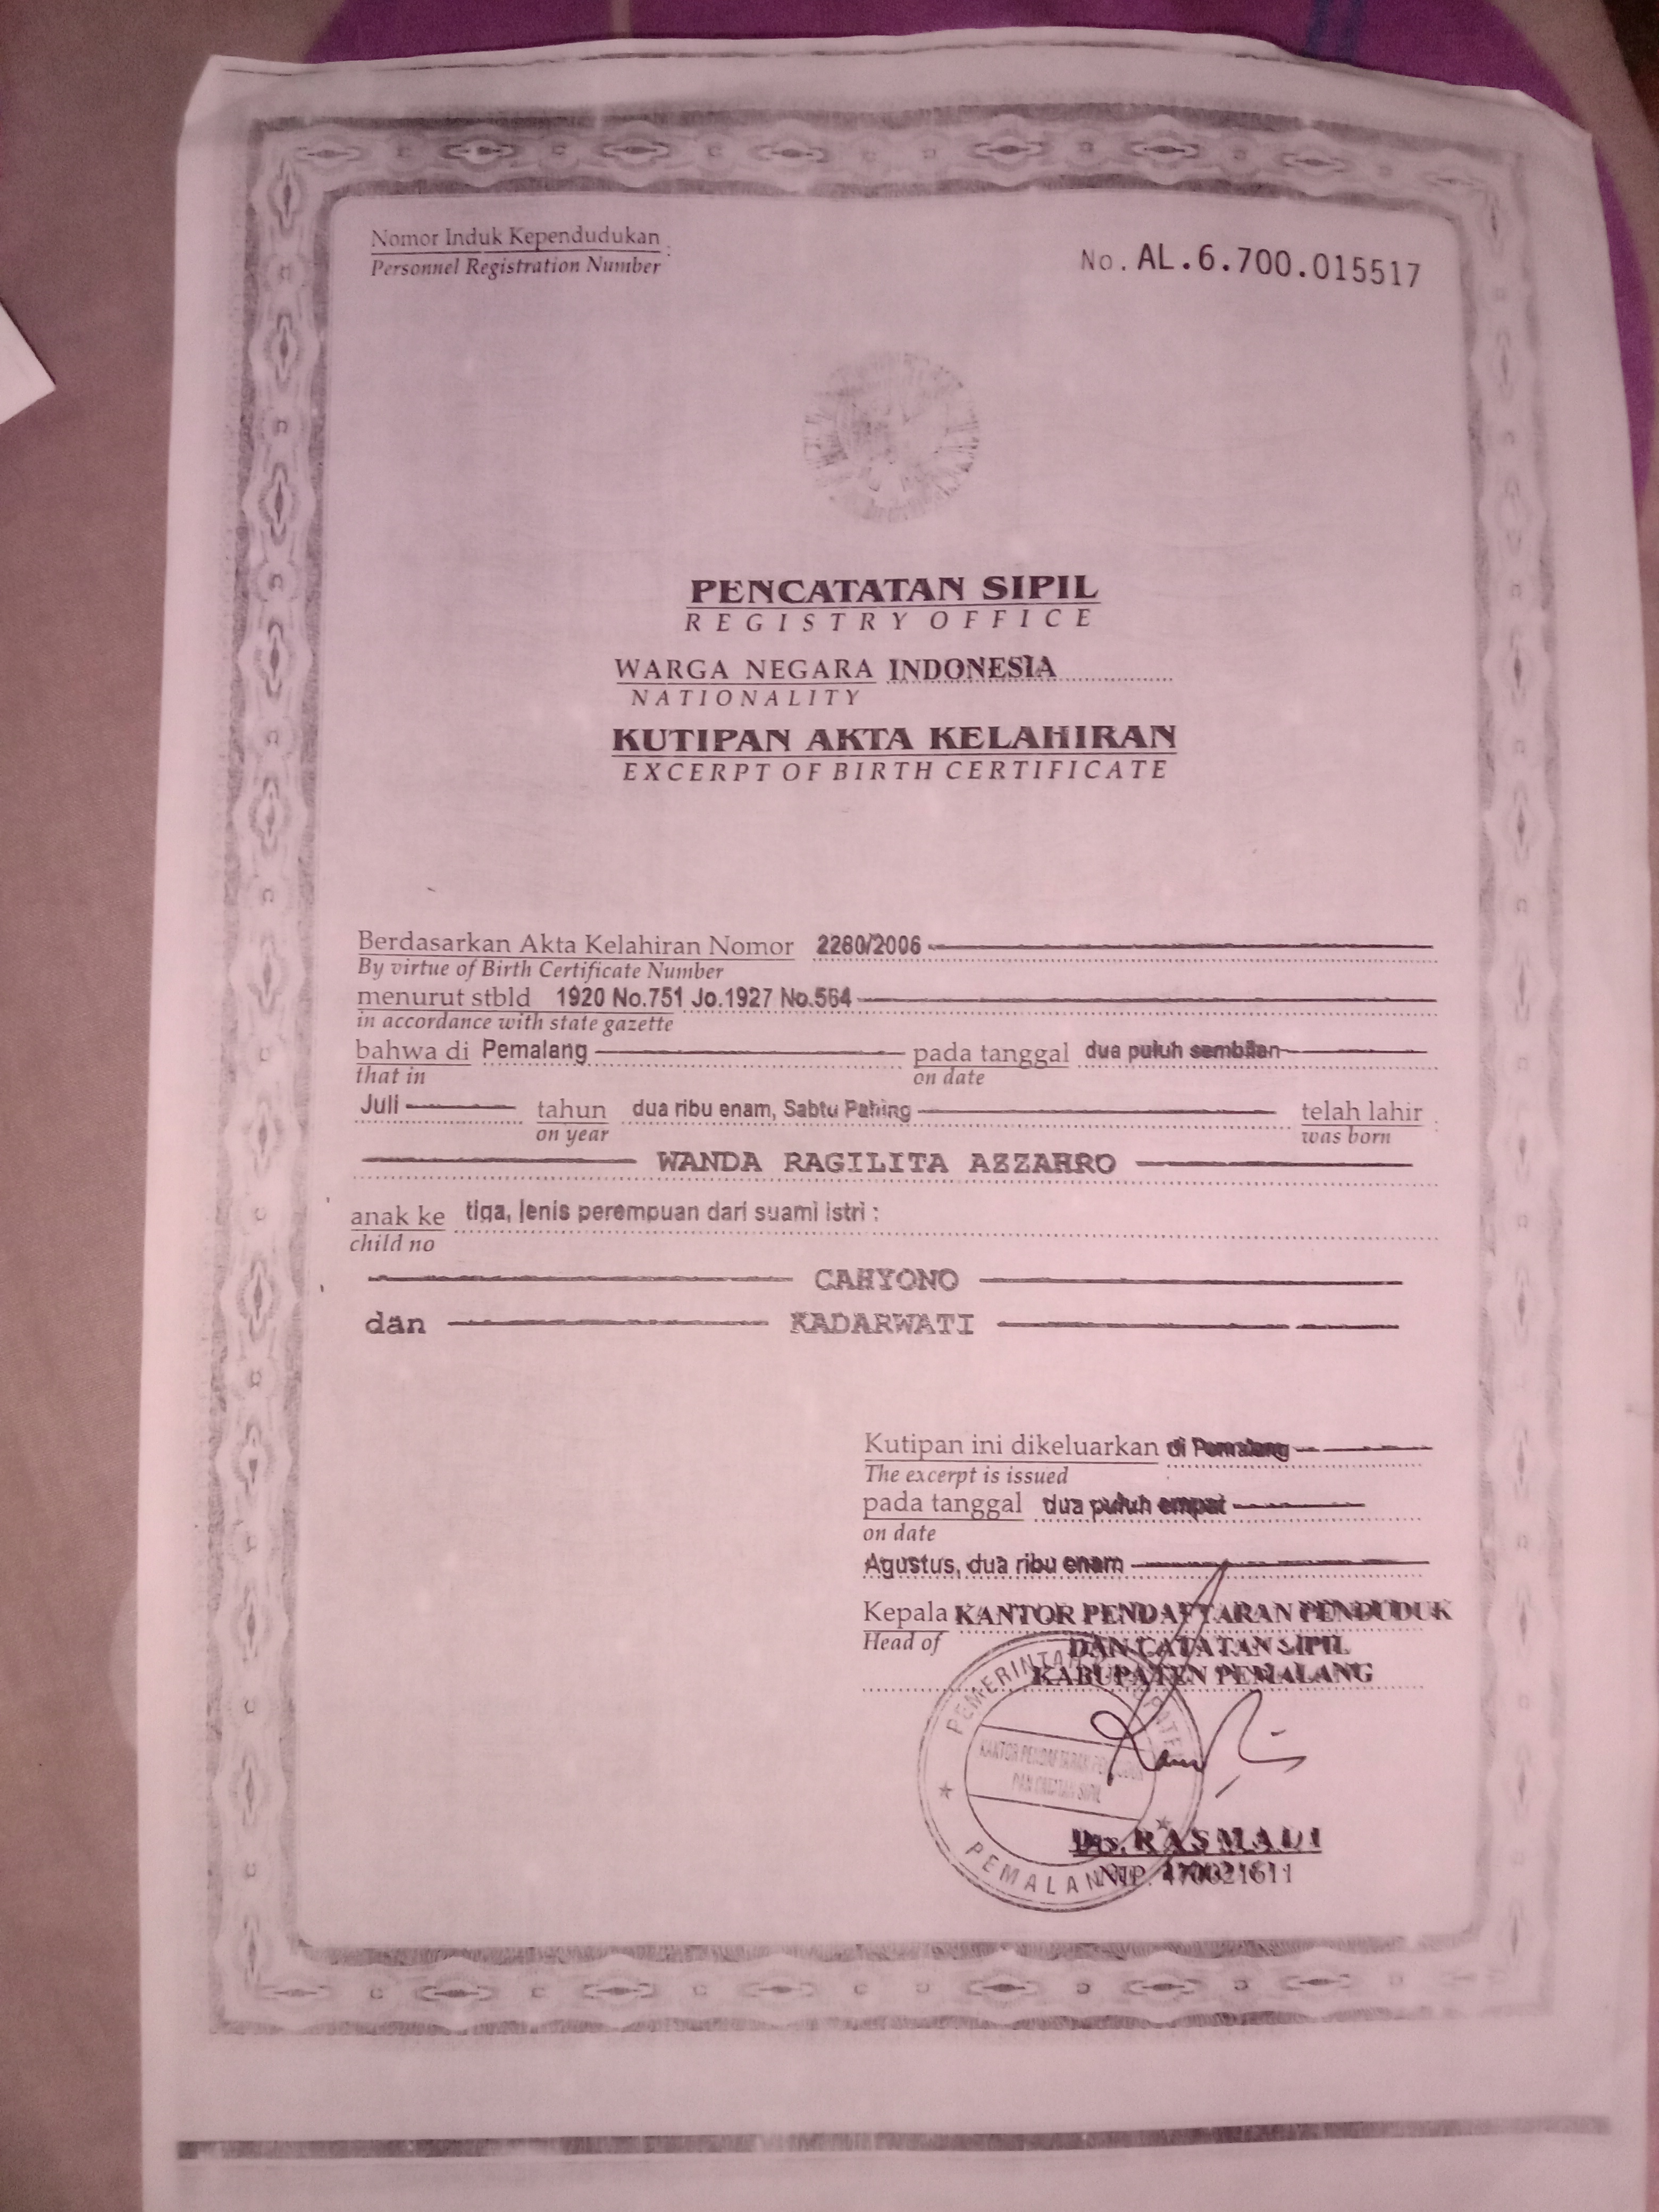 Nomor Induk Kependudukan :
Personnel Registration Number
No. AL.6.700.015517
PENCATATAN SIPIL
REGISTRY OFFICE
WARGA NEGARA INDONESIA
NATIONALITY
KUTIPAN AKTA KELAHIRAN
EXCERPT OF BIRTH CERTIFICATE
Berdasarkan Akta Kelahiran Nomor 2280/2006
By virtue of Birth Certificate Number
menurut stbld 1920 No.751 Jo.1927 No.564
in accordance with state gazette
bahwa di Pemalang pada tanggal dua puluh sembilan
that in on date
Juli tahun dua ribu enam, Sabtu Pahing telah lahir :
on year was born
WANDA RAGILITA AZZAHRO
anak ke tiga, jenis perempuan dari suami istri :
child no
CAHYONO
dan KADARWATI
Kutipan ini dikeluarkan di Pemalang
The excerpt is issued
pada tanggal dua puluh empat
on date
Agustus, dua ribu enam
Kepala KANTOR PENDAFTARAN PENDUDUK
Head of DAN CATATAN SIPIL
KABUPATEN PEMALANG
PEMERINTAH KABUPATEN
KANTOR PENDAFTARAN PENDUDUK
DAN CATATAN SIPIL
PEMALANG
Drs. RASMADI
NIP. 470021611